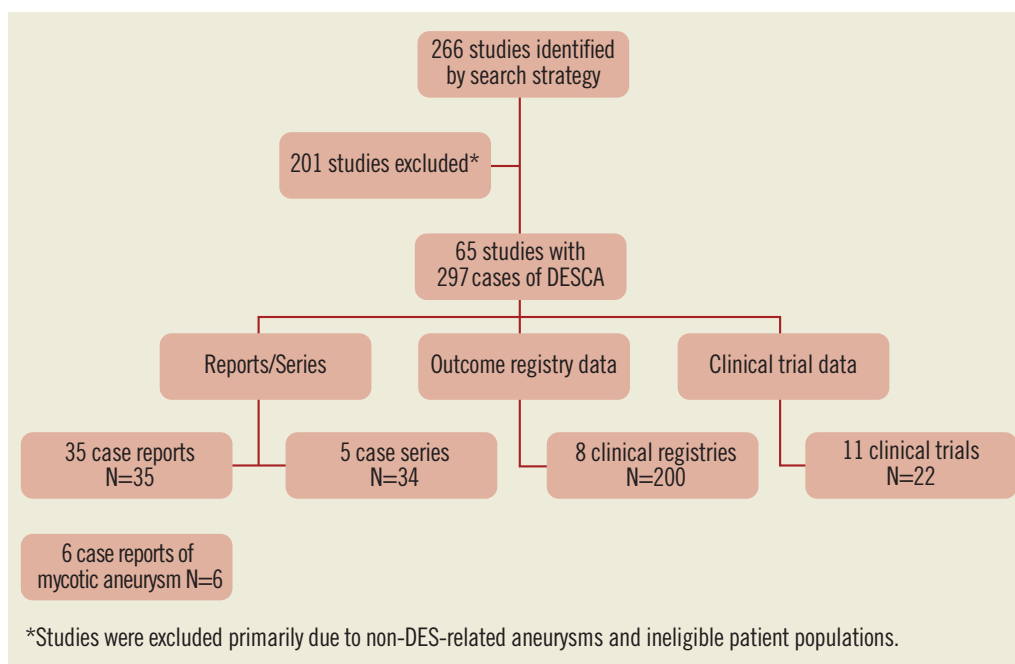 266 studies identified
by search strategy
201 studies excluded*
65 studies with
297 cases of DESCA
Reports/Series
Outcome registry data
Clinical trial data
35 case reports
N=35
5 case series
N=34
8 clinical registries
N=200
11 clinical trials
N=22
6 case reports of
mycotic aneurysm N=6
*Studies were excluded primarily due to non-DES-related aneurysms and ineligible patient populations.